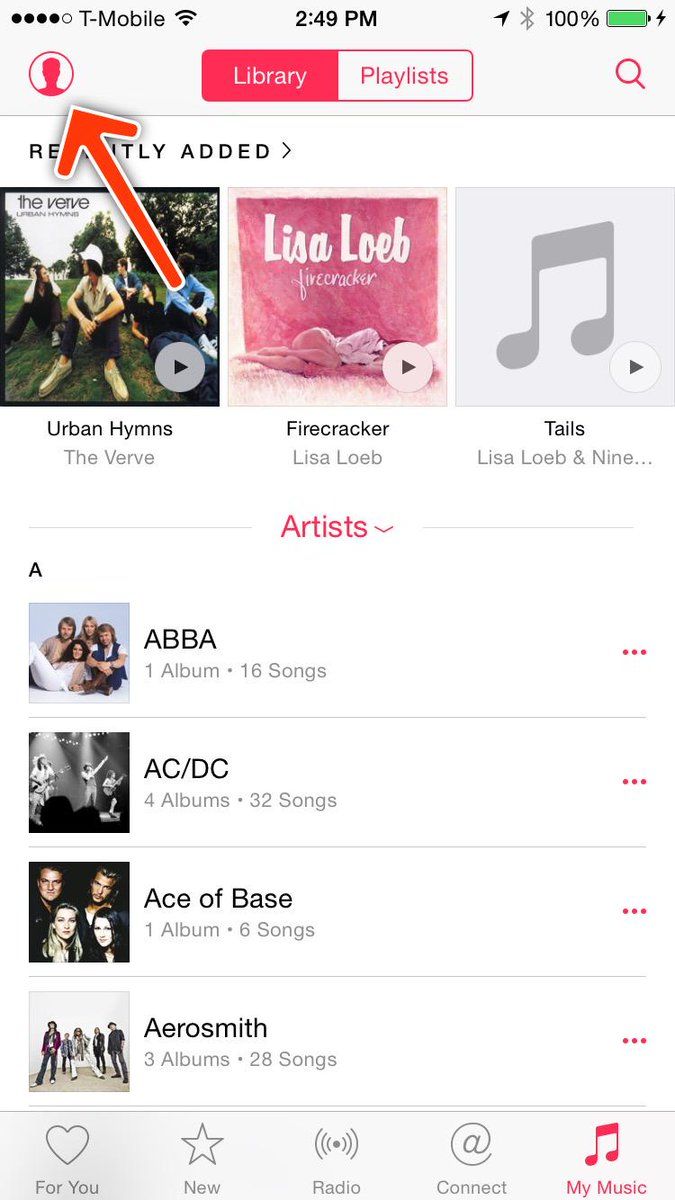 T-Mobile 2:49 PM 100%
Library Playlists
RE TLY ADDED >
the verve
URBAN HYMNS
Lisa Loeb
firecracker
Urban Hymns Firecracker Tails
The Verve Lisa Loeb Lisa Loeb & Nine...
Artists
A
ABBA
1 Album • 16 Songs
AC/DC
4 Albums • 32 Songs
Ace of Base
1 Album • 6 Songs
Aerosmith
3 Albums • 28 Songs
For You New Radio @ Connect My Music